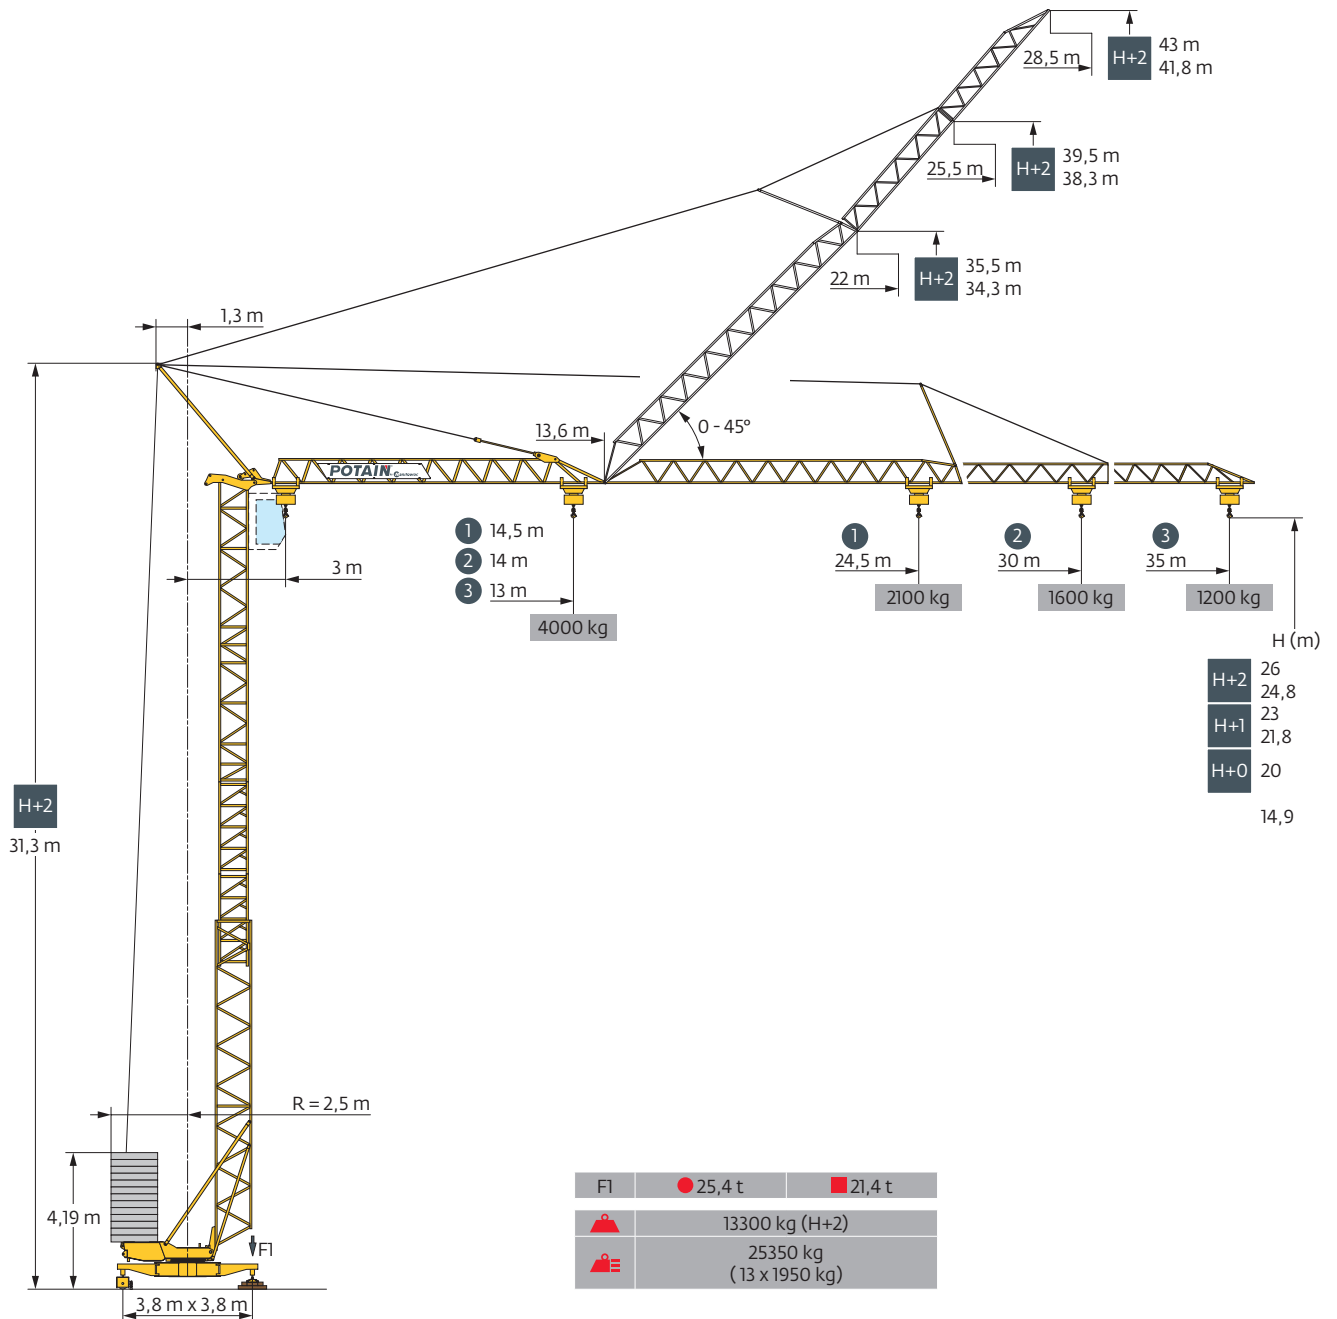 28,5 m
H+2
43 m
41,8 m
25,5 m
H+2
39,5 m
38,3 m
22 m
H+2
35,5 m
34,3 m
1,3 m
13,6 m
0 - 45°
POTAIN
1 14,5 m
2 14 m
3 13 m
4000 kg
3 m
1
24,5 m
2100 kg
2
30 m
1600 kg
3
35 m
1200 kg
H (m)
H+2
26
24,8
H+1
23
21,8
H+0 20
14,9
H+2
31,3 m
R = 2,5 m
4,19 m
F1
3,8 m x 3,8 m
F1 25,4 t 21,4 t
13300 kg (H+2)
25350 kg
( 13 x 1950 kg)